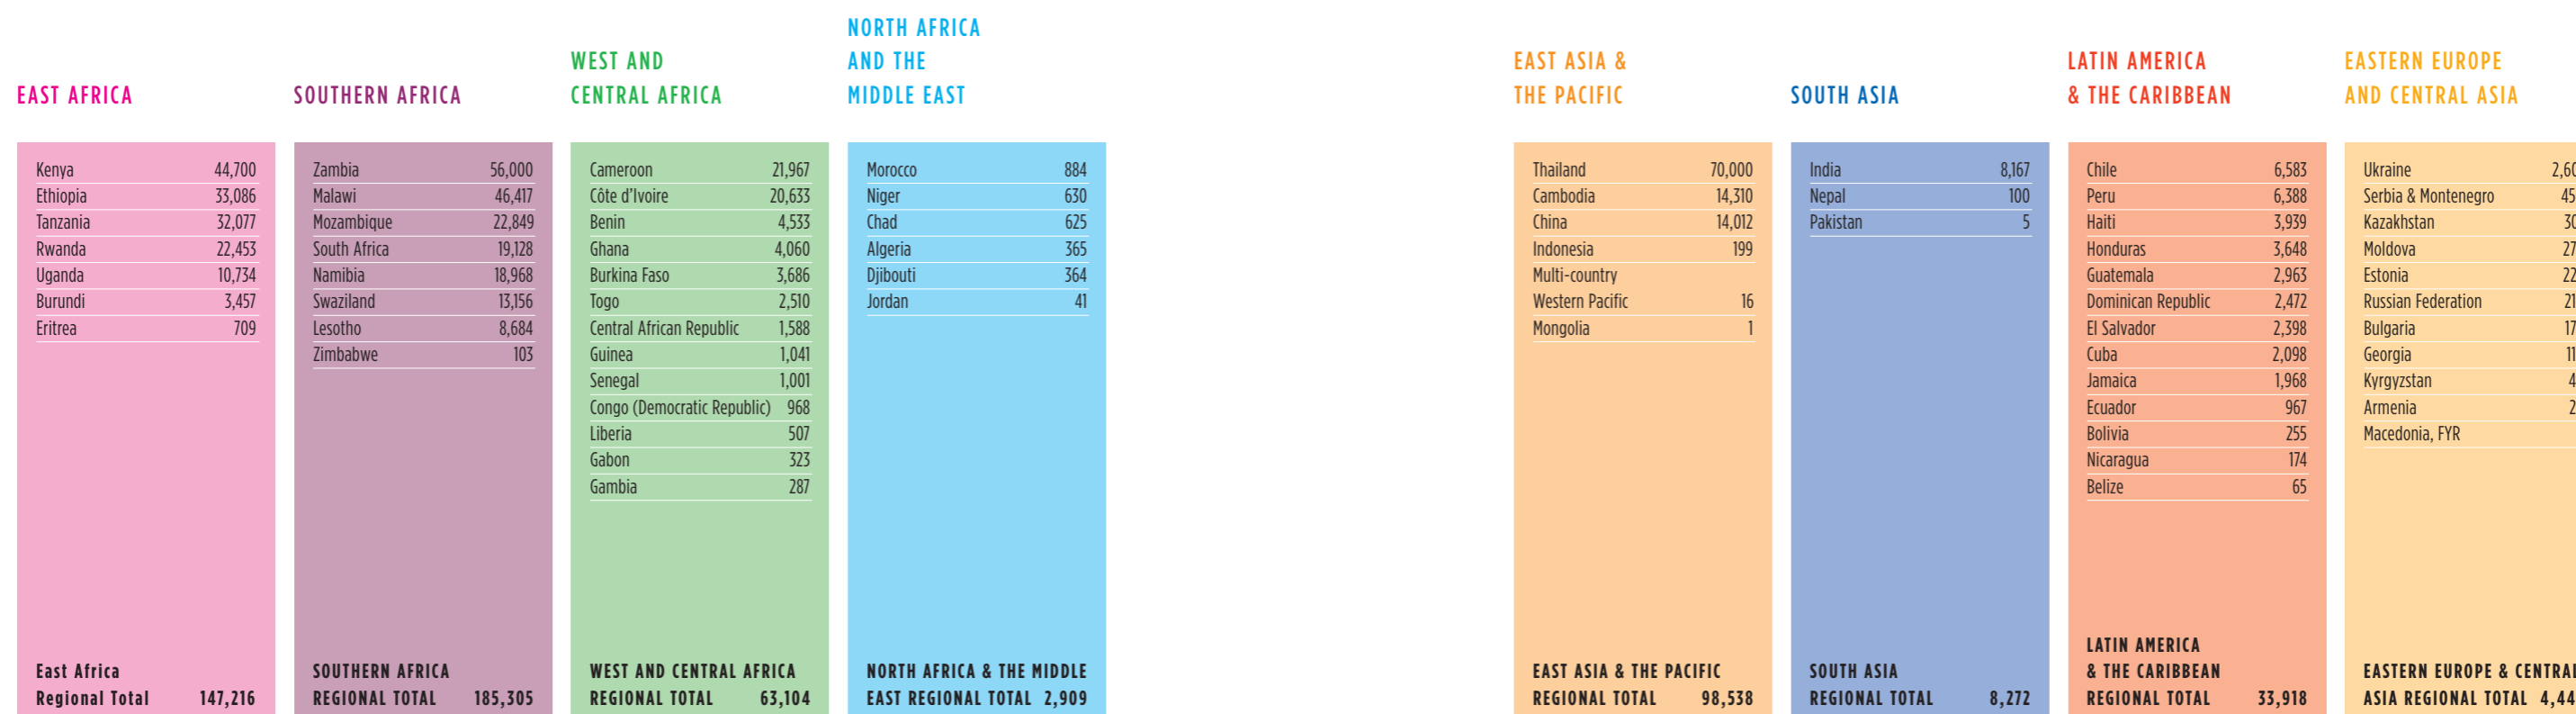 EAST AFRICA
Kenya 44,700
Ethiopia 33,086
Tanzania 32,077
Rwanda 22,453
Uganda 10,734
Burundi 3,457
Eritrea 709
East Africa
Regional Total 147,216
SOUTHERN AFRICA
Zambia 56,000
Malawi 46,417
Mozambique 22,849
South Africa 19,128
Namibia 18,968
Swaziland 13,156
Lesotho 8,684
Zimbabwe 103
SOUTHERN AFRICA
REGIONAL TOTAL 185,305
WEST AND
CENTRAL AFRICA
Cameroon 21,967
Côte d'Ivoire 20,633
Benin 4,533
Ghana 4,060
Burkina Faso 3,686
Togo 2,510
Central African Republic 1,588
Guinea 1,041
Senegal 1,001
Congo (Democratic Republic) 968
Liberia 507
Gabon 323
Gambia 287
WEST AND CENTRAL AFRICA
REGIONAL TOTAL 63,104
NORTH AFRICA
AND THE
MIDDLE EAST
Morocco 884
Niger 630
Chad 625
Algeria 365
Djibouti 364
Jordan 41
NORTH AFRICA & THE MIDDLE
EAST REGIONAL TOTAL 2,909
EAST ASIA &
THE PACIFIC
Thailand 70,000
Cambodia 14,310
China 14,012
Indonesia 199
Multi-country
Western Pacific 16
Mongolia 1
EAST ASIA & THE PACIFIC
REGIONAL TOTAL 98,538
SOUTH ASIA
India 8,167
Nepal 100
Pakistan 5
SOUTH ASIA
REGIONAL TOTAL 8,272
LATIN AMERICA
& THE CARIBBEAN
Chile 6,583
Peru 6,388
Haiti 3,939
Honduras 3,648
Guatemala 2,963
Dominican Republic 2,472
El Salvador 2,398
Cuba 2,098
Jamaica 1,968
Ecuador 967
Bolivia 255
Nicaragua 174
Belize 65
LATIN AMERICA
& THE CARIBBEAN
REGIONAL TOTAL 33,918
EASTERN EUROPE
AND CENTRAL ASIA
Ukraine
Serbia & Montenegro
Kazakhstan
Moldova
Estonia
Russian Federation
Bulgaria
Georgia
Kyrgyzstan
Armenia
Macedonia, FYR
EASTERN EUROPE & CENTRAL
ASIA REGIONAL TOTAL